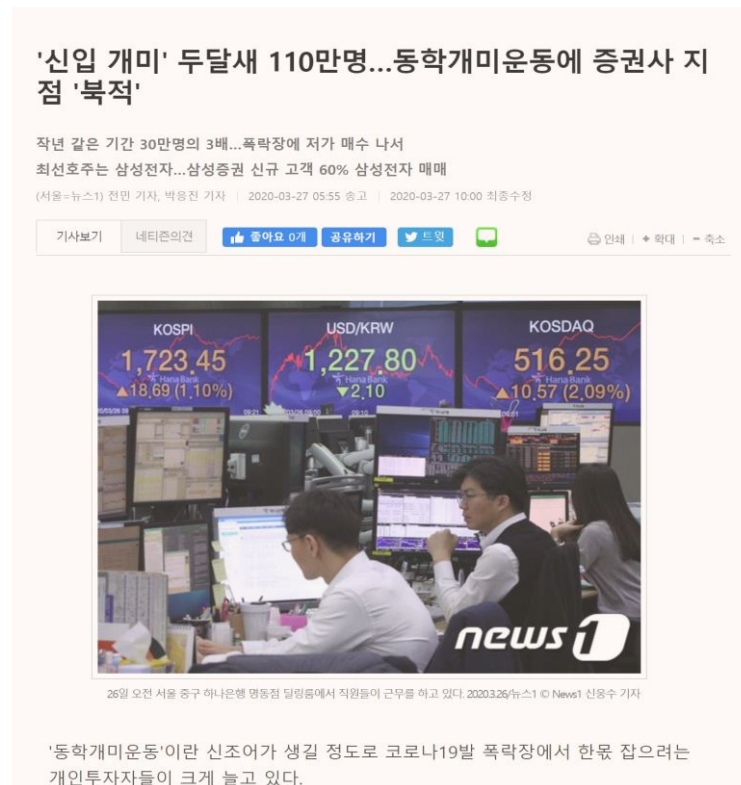 '신입 개미' 두달새 110만명...동학개미운동에 증권사 지
점 '북적'
작년 같은 기간 30만명의 3배...폭락장에 저가 매수 나서
최선호주는 삼성전자...삼성증권 신규 고객 60% 삼성전자 매매
(서울=뉴스1) 전민 기자, 박응진 기자 | 2020-03-27 05:55 송고 | 2020-03-27 10:00 최종수정
기사보기 네티즌의견 좋아요 0개 공유하기 트윗 인쇄 | + 확대 | - 축소
KOSPI USD/KRW KOSDAQ
1,723.45 1,227.80 516.25
HanaBank HanaBank HanaBank
▲18.69 (1.10%) ▼2.10 ▲10.57 (2.09%)
09:21 09:10
news1
26일 오전 서울 중구 하나은행 명동점 딜링룸에서 직원들이 근무를 하고 있다. 2020.3.26/뉴스1 © News1 신웅수 기자
'동학개미운동'이란 신조어가 생길 정도로 코로나19발 폭락장에서 한몫 잡으려는
개인투자자들이 크게 늘고 있다.